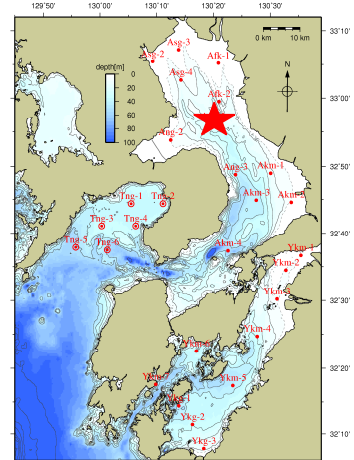 129°50' 130°00' 130°10' 130°20' 130°30' 130°40'
33°10'
33°00'
32°50'
32°40'
32°30'
32°20'
32°10'
depth[m]
0
20
40
60
80
100
0 10
km km
N
Asg-3
Asg-2
Afk-1
Asg-4
Afk-2
Ang-2
Ang-3
Akm-1
Akm-3
Tng-1
Tng-2
Tng-3
Tng-4
Tng-5
Tng-6
Akm-4
Ykm-1
Ykm-2
Ykm-3
Ykm-4
Ykm-5
Ykg-1
Ykg-2
Ykg-3